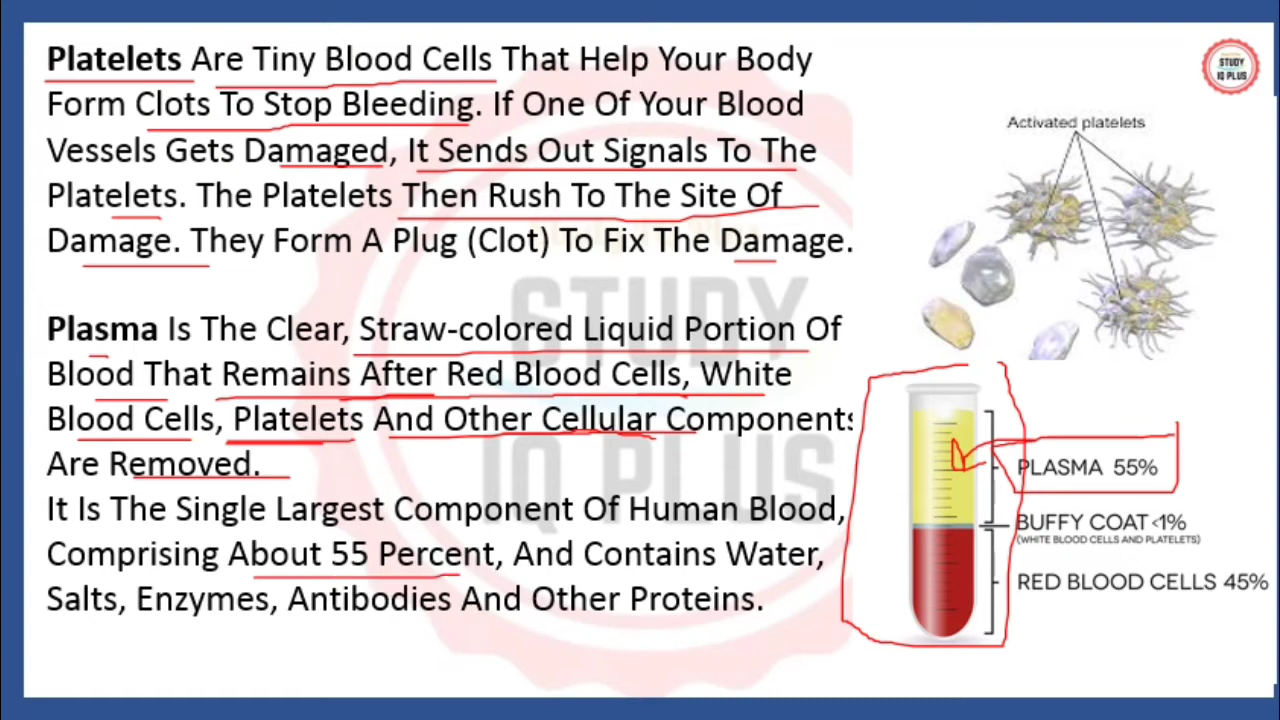 Platelets Are Tiny Blood Cells That Help Your Body
Form Clots To Stop Bleeding. If One Of Your Blood
Vessels Gets Damaged, It Sends Out Signals To The
Platelets. The Platelets Then Rush To The Site Of
Damage. They Form A Plug (Clot) To Fix The Damage.
Plasma Is The Clear, Straw-colored Liquid Portion Of
Blood That Remains After Red Blood Cells, White
Blood Cells, Platelets And Other Cellular Components
Are Removed.
It Is The Single Largest Component Of Human Blood,
Comprising About 55 Percent, And Contains Water,
Salts, Enzymes, Antibodies And Other Proteins.
STUDY
IQ PLUS
STUDY
IQ PLUS
Activated platelets
PLASMA 55%
BUFFY COAT <1%
(WHITE BLOOD CELLS AND PLATELETS)
RED BLOOD CELLS 45%